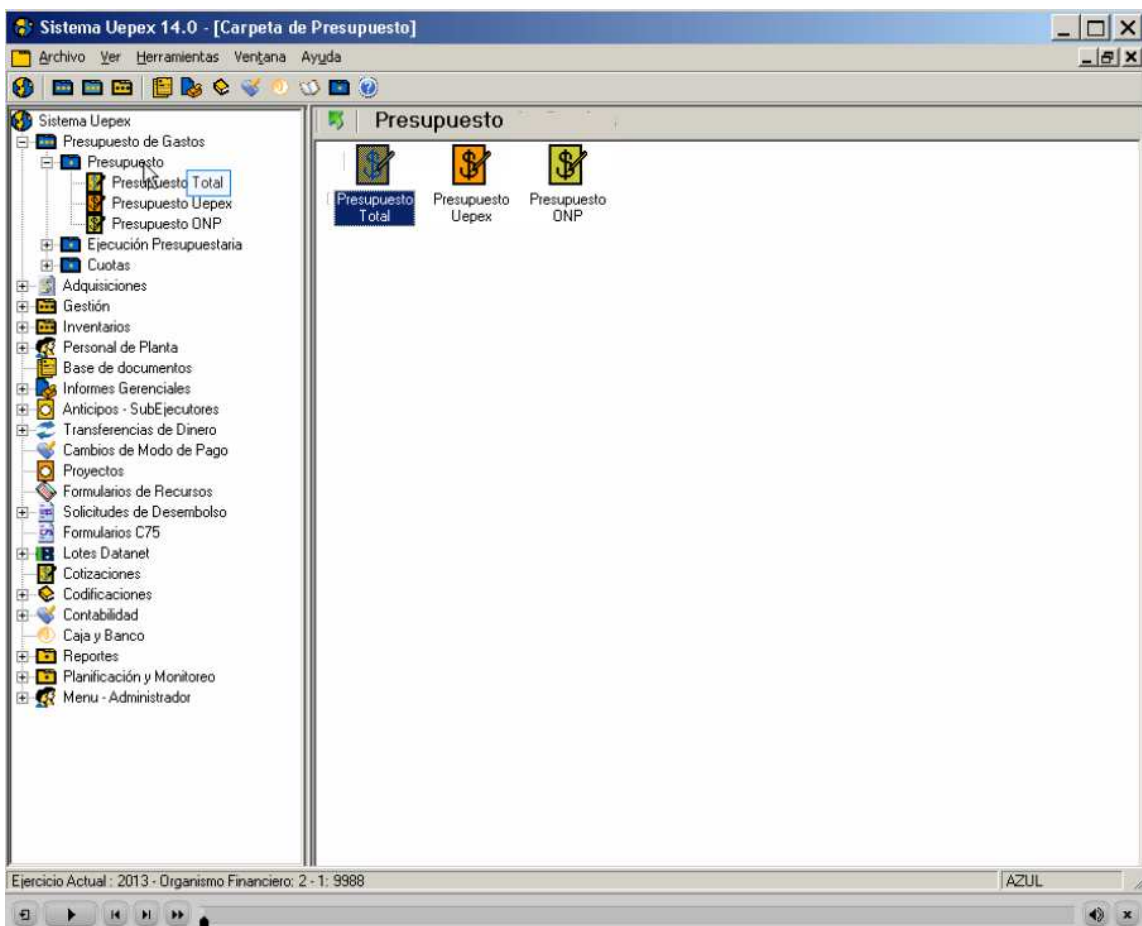 Sistema Uepex 14.0 - [Carpeta de Presupuesto]
Archivo Ver Herramientas Ventana Ayuda
Sistema Uepex
Presupuesto de Gastos
Presupuesto
Presupuesto Total
Presupuesto Uepex
Presupuesto ONP
Ejecución Presupuestaria
Cuotas
Adquisiciones
Gestión
Inventarios
Personal de Planta
Base de documentos
Informes Gerenciales
Anticipos - SubEjecutores
Transferencias de Dinero
Cambios de Modo de Pago
Proyectos
Formularios de Recursos
Solicitudes de Desembolso
Formularios C75
Lotes Datanet
Cotizaciones
Codificaciones
Contabilidad
Caja y Banco
Reportes
Planificación y Monitoreo
Menu - Administrador
Presupuesto
Presupuesto
Total
Presupuesto
Uepex
Presupuesto
ONP
Ejercicio Actual : 2013 - Organismo Financiero: 2 - 1: 9988
AZUL